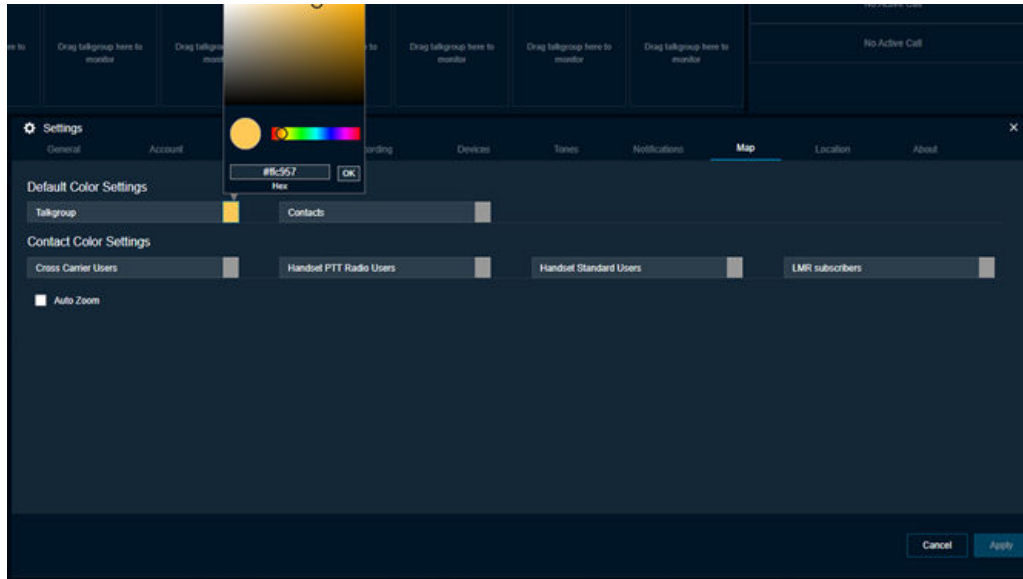 No Active Call
Drag talkgroup here to
monitor
Drag talkgroup here to
monitor
Drag talkgroup here to
monitor
Drag talkgroup here to
monitor
No Active Call
Settings
General Account Devices Tones Notifications Map Location About
#ffc957 OK
Hex
Default Color Settings
Talkgroup Contacts
Contact Color Settings
Cross Carrier Users Handset PTT Radio Users Handset Standard Users LMR subscribers
Auto Zoom
Cancel Apply